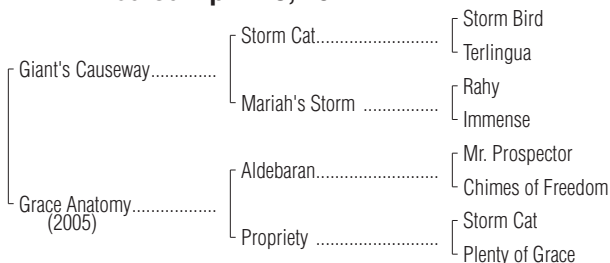 Storm Bird
Storm Cat........................................
Terlingua
Giant's Causeway..............
Rahy
Mariah's Storm .........................
Immense
Mr. Prospector
Aldebaran........................................
Chimes of Freedom
Grace Anatomy..................
(2005)
Storm Cat
Propriety ........................................
Plenty of Grace